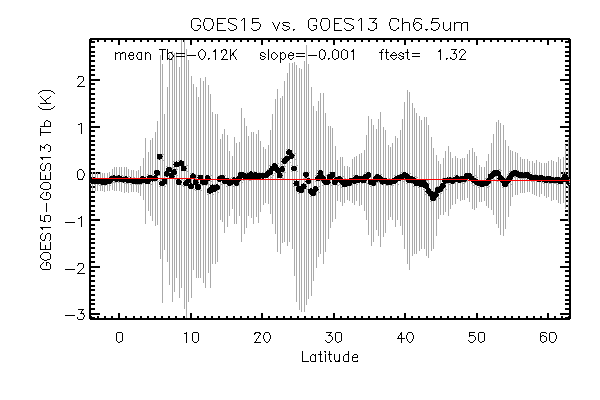 GOES15 vs. GOES13 Ch6.5um
mean Tb=-0.12K slope=-0.001 ftest= 1.32
GOES15-GOES13 Tb (K)
2
1
0
-1
-2
-3
0 10 20 30 40 50 60
Latitude